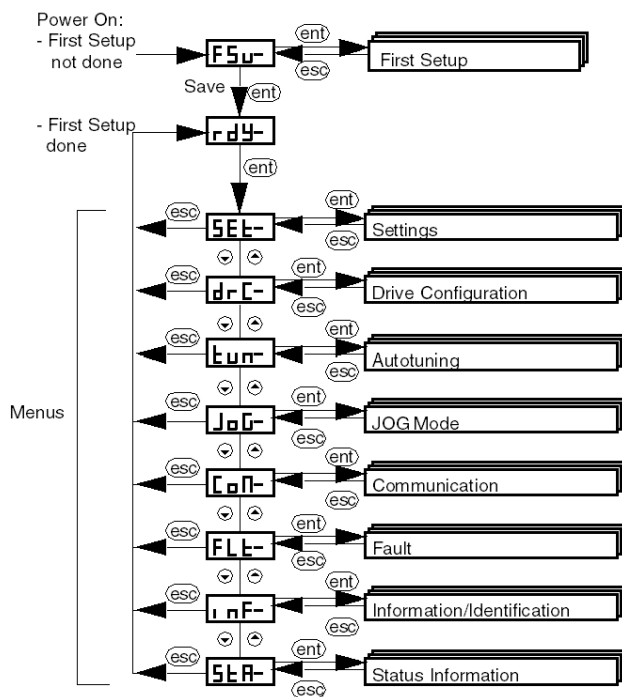 Power On:
- First Setup
not done
FSu-
ent
esc
First Setup
Save
ent
- First Setup
done
rdy-
ent
Menus
esc
SEt-
ent
esc
Settings
esc
drC-
ent
esc
Drive Configuration
esc
tun-
ent
esc
Autotuning
esc
JoG-
ent
esc
JOG Mode
esc
CoM-
ent
esc
Communication
esc
FLt-
ent
esc
Fault
esc
inF-
ent
esc
Information/Identification
esc
StA-
ent
esc
Status Information